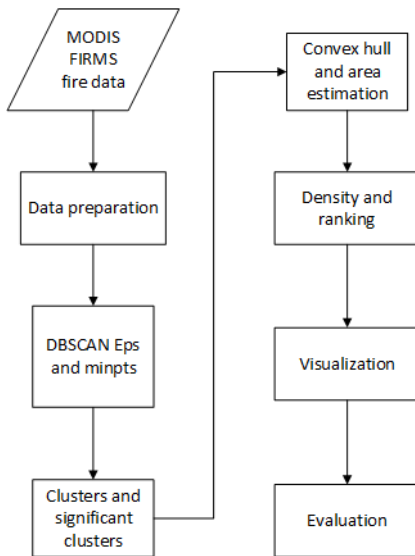 MODIS
FIRMS
fire data
Data preparation
DBSCAN Eps
and minpts
Clusters and
significant
clusters
Convex hull
and area
estimation
Density and
ranking
Visualization
Evaluation